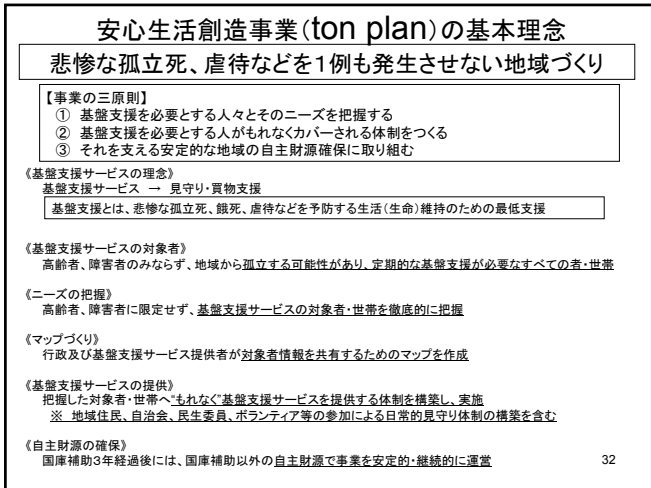 安心生活創造事業（ton plan）の基本理念
悲惨な孤立死、虐待などを１例も発生させない地域づくり
【事業の三原則】
① 基盤支援を必要とする人々とそのニーズを把握する
② 基盤支援を必要とする人がもれなくカバーされる体制をつくる
③ それを支える安定的な地域の自主財源確保に取り組む
《基盤支援サービスの理念》
基盤支援サービス → 見守り・買物支援
基盤支援とは、悲惨な孤立死、餓死、虐待などを予防する生活（生命）維持のための最低支援
《基盤支援サービスの対象者》
高齢者、障害者のみならず、地域から孤立する可能性があり、定期的な基盤支援が必要なすべての者・世帯
《ニーズの把握》
高齢者、障害者に限定せず、基盤支援サービスの対象者・世帯を徹底的に把握
《マップづくり》
行政及び基盤支援サービス提供者が対象者情報を共有するためのマップを作成
《基盤支援サービスの提供》
把握した対象者・世帯へ“もれなく”基盤支援サービスを提供する体制を構築し、実施
※ 地域住民、自治会、民生委員、ボランティア等の参加による日常的見守り体制の構築を含む
《自主財源の確保》
国庫補助３年経過後には、国庫補助以外の自主財源で事業を安定的・継続的に運営
32